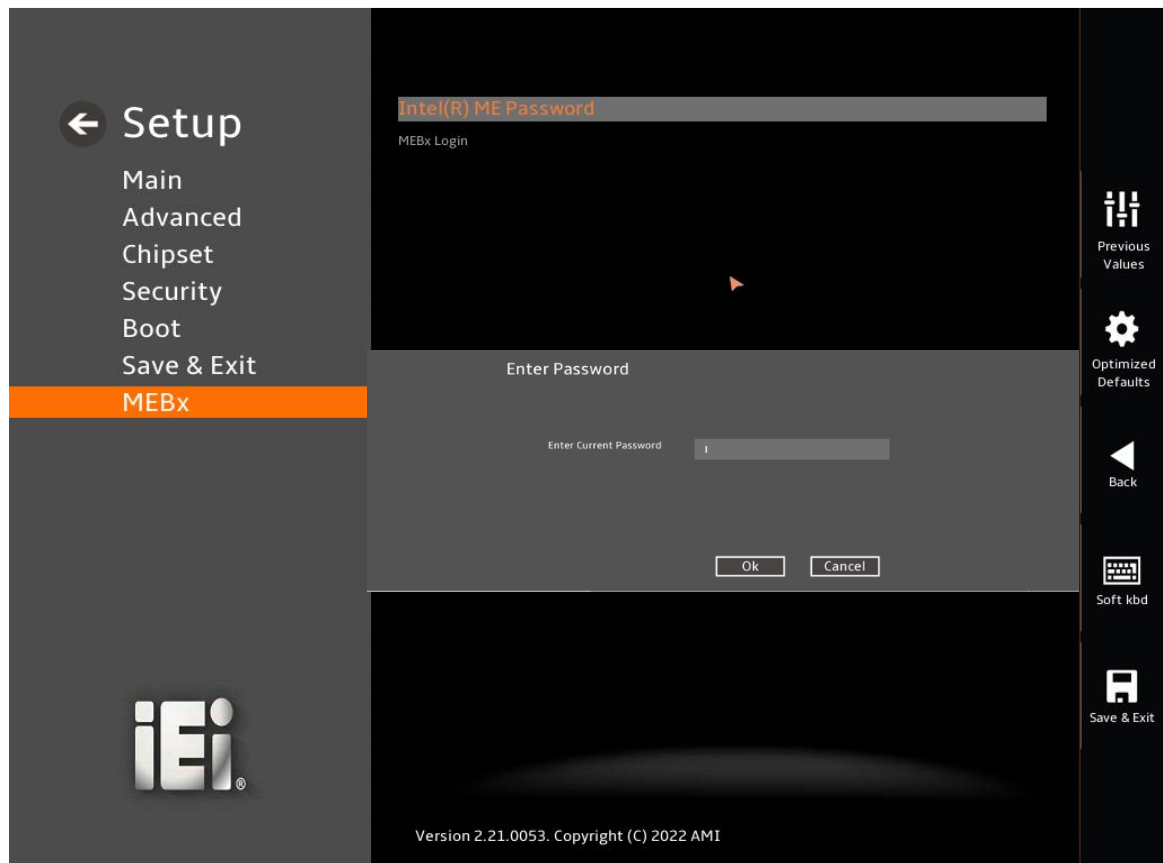 Setup
Main
Advanced
Chipset
Security
Boot
Save & Exit
MEBx
iEi®
Intel(R) ME Password
MEBx Login
Enter Password
Enter Current Password
Ok
Cancel
Version 2.21.0053. Copyright (C) 2022 AMI
Previous
Values
Optimized
Defaults
Back
Soft kbd
Save & Exit